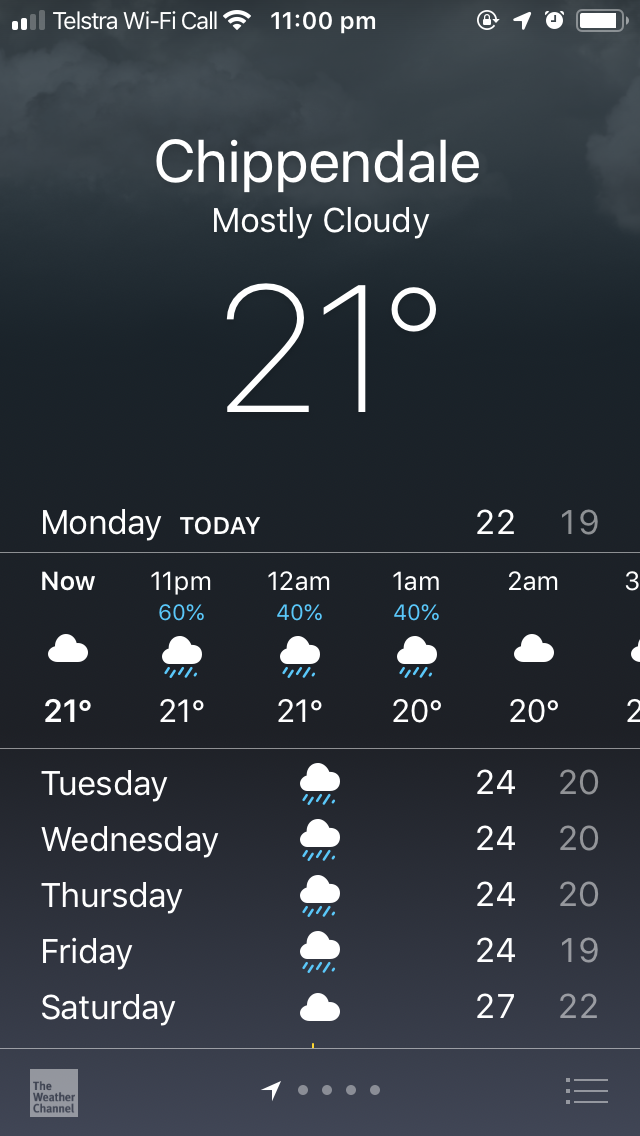 Telstra Wi-Fi Call 11:00 pm
Chippendale
Mostly Cloudy
21°
Monday TODAY 22 19
Now 11pm 12am 1am 2am 3
60% 40% 40%
21° 21° 21° 20° 20° 2
Tuesday 24 20
Wednesday 24 20
Thursday 24 20
Friday 24 19
Saturday 27 22
The
Weather
Channel